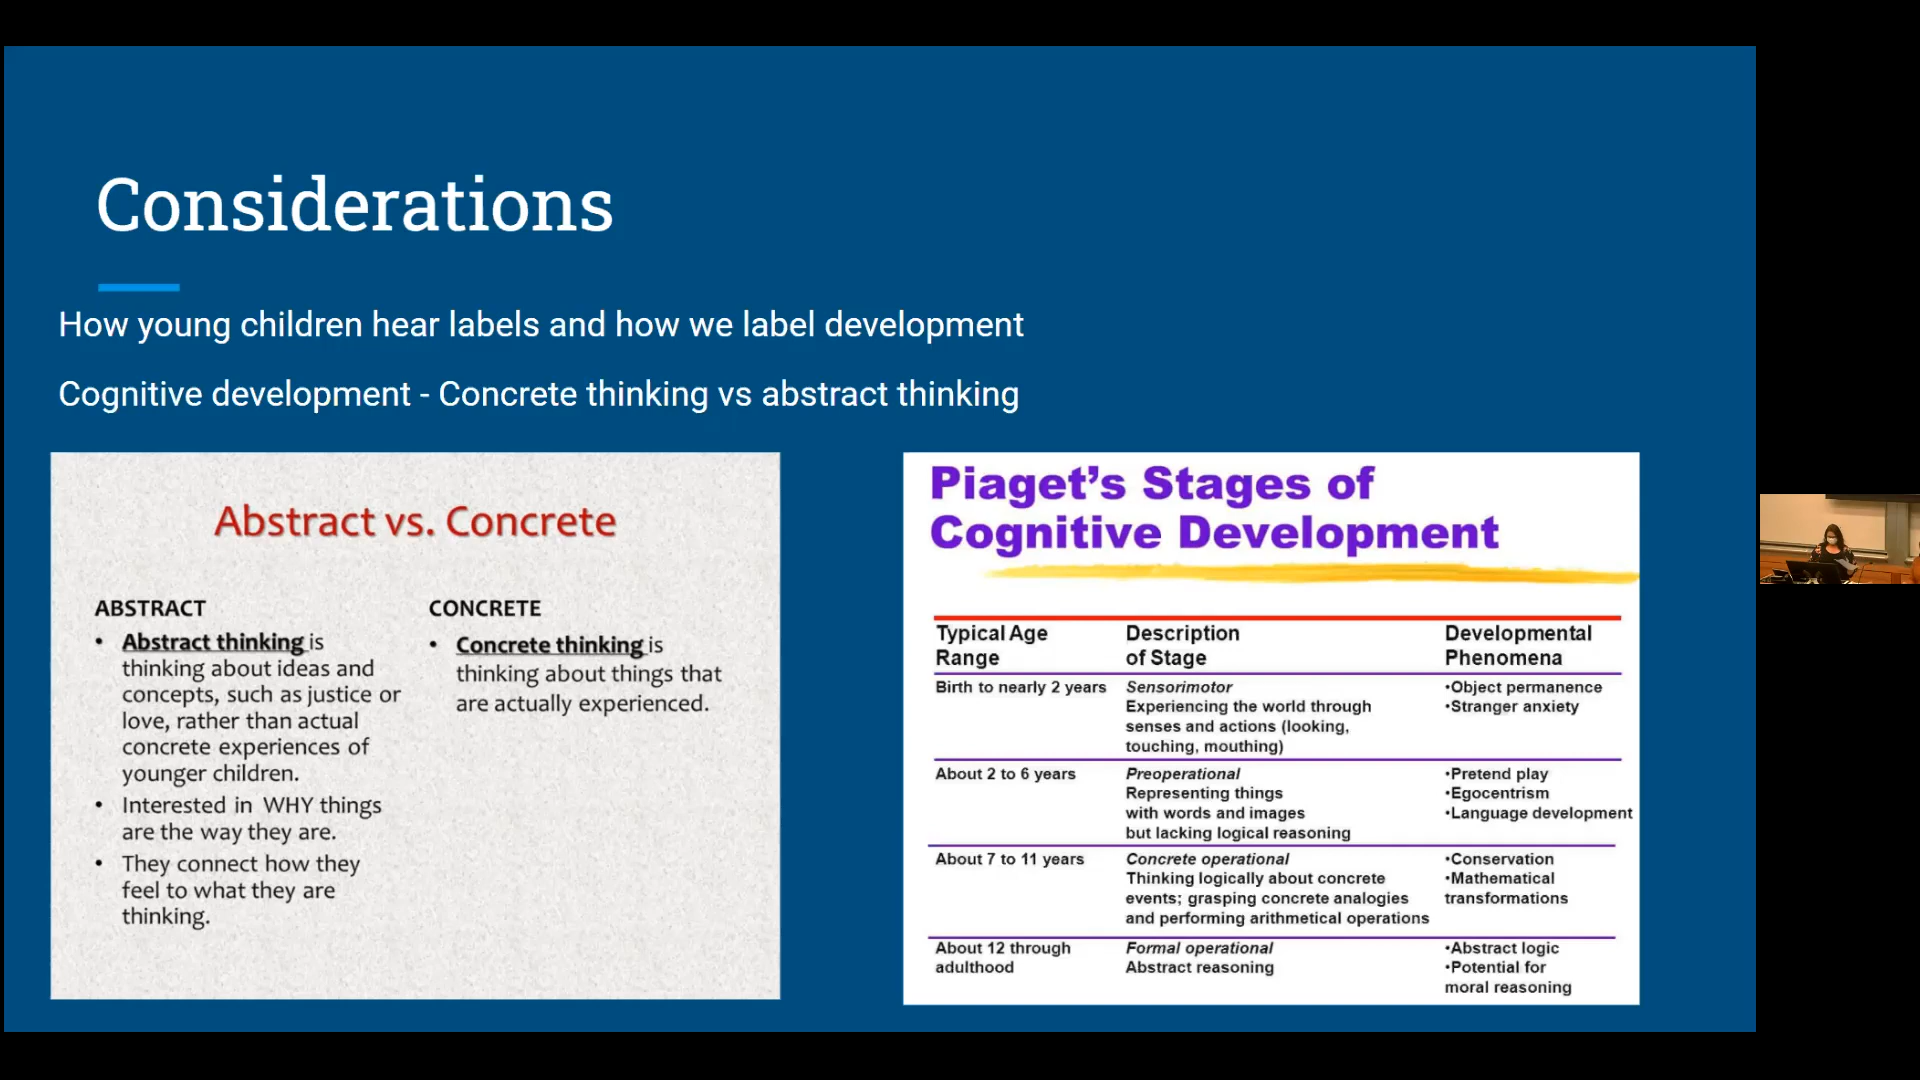 Considerations
How young children hear labels and how we label development
Cognitive development - Concrete thinking vs abstract thinking
Abstract vs. Concrete
ABSTRACT
• Abstract thinking is
thinking about ideas and
concepts, such as justice or
love, rather than actual
concrete experiences of
younger children.
• Interested in WHY things
are the way they are.
• They connect how they
feel to what they are
thinking.
CONCRETE
• Concrete thinking is
thinking about things that
are actually experienced.
Piaget's Stages of
Cognitive Development
Typical Age
Range
Description
of Stage
Developmental
Phenomena
Birth to nearly 2 years
Sensorimotor
Experiencing the world through
senses and actions (looking,
touching, mouthing)
•Object permanence
•Stranger anxiety
About 2 to 6 years
Preoperational
Representing things
with words and images
but lacking logical reasoning
•Pretend play
•Egocentrism
•Language development
About 7 to 11 years
Concrete operational
Thinking logically about concrete
events; grasping concrete analogies
and performing arithmetical operations
•Conservation
•Mathematical
transformations
About 12 through
adulthood
Formal operational
Abstract reasoning
•Abstract logic
•Potential for
moral reasoning